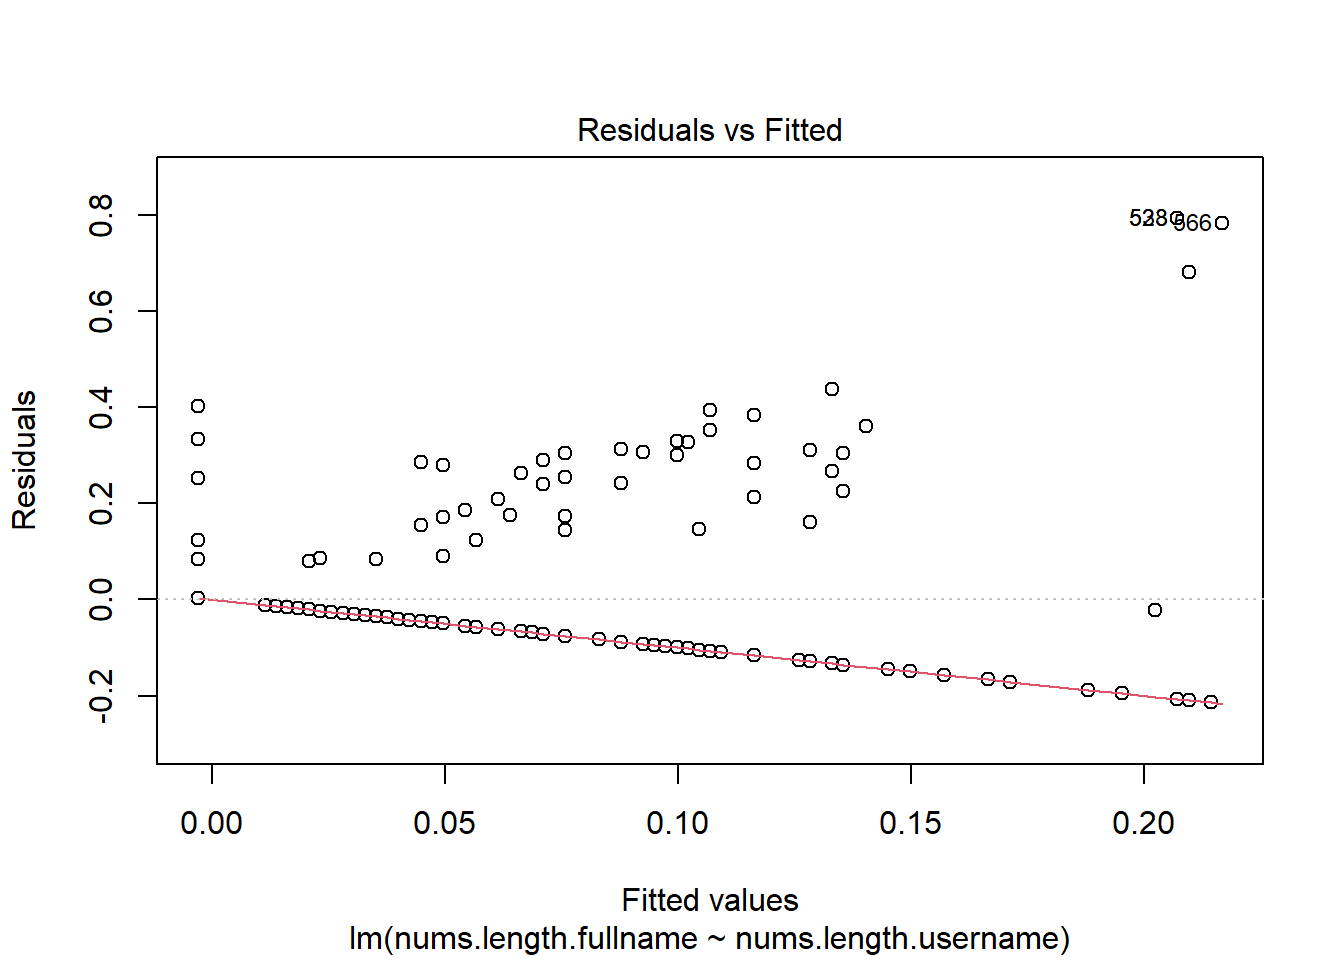 Residuals vs Fitted
Residuals
0.8
0.6
0.4
0.2
0.0
-0.2
566
0.00 0.05 0.10 0.15 0.20
Fitted values
lm(nums.length.fullname ~ nums.length.username)